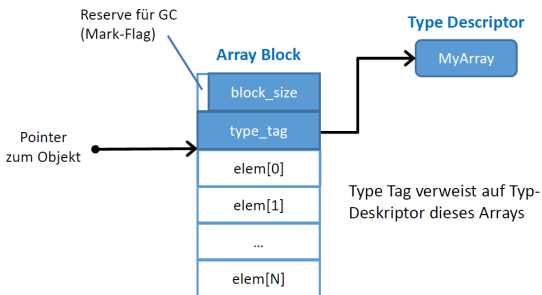 Reserve für GC
(Mark-Flag)
Type Descriptor
MyArray
Array Block
block_size
type_tag
Pointer
zum Objekt
elem[0]
elem[1]
...
elem[N]
Type Tag verweist auf Typ-
Deskriptor dieses Arrays